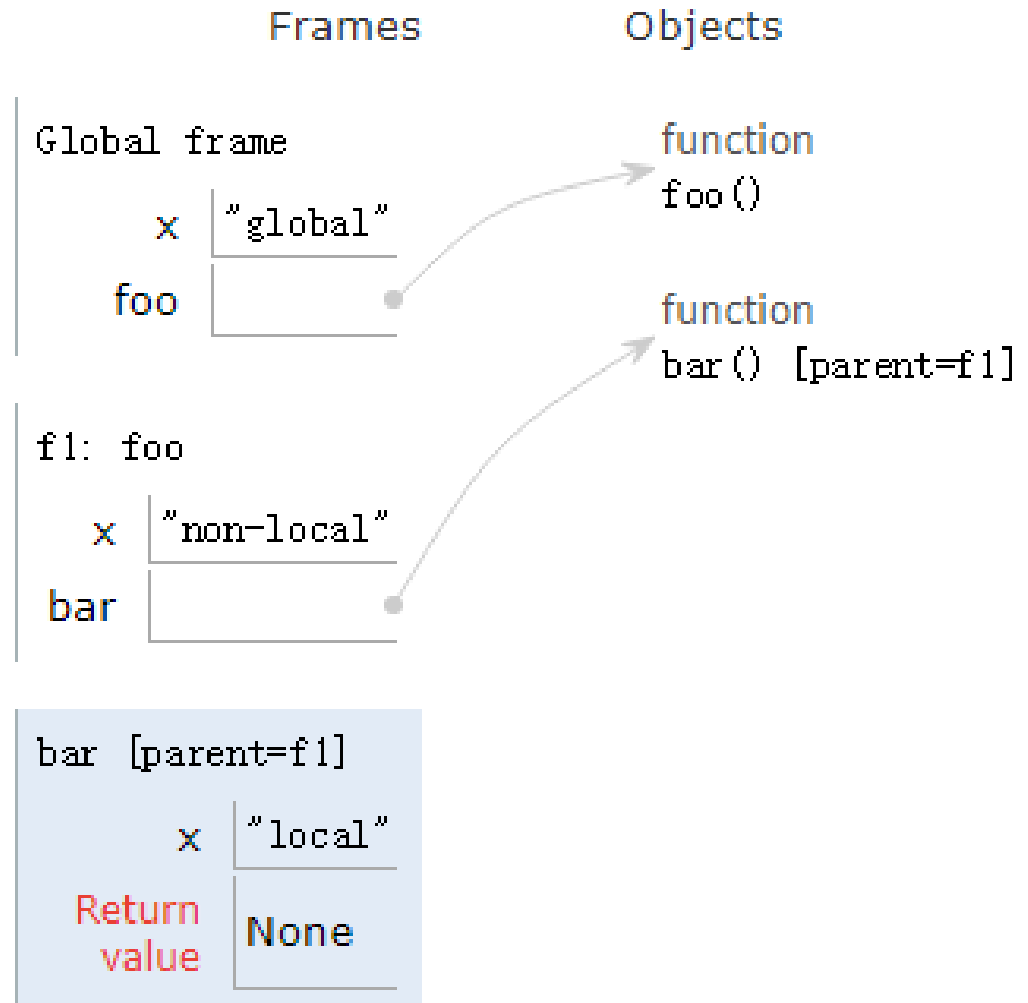 Frames Objects
Global frame
function
foo()
x "global"
foo
function
bar() [parent=f1]
f1: foo
x "non-local"
bar
bar [parent=f1]
x "local"
Return
value
None